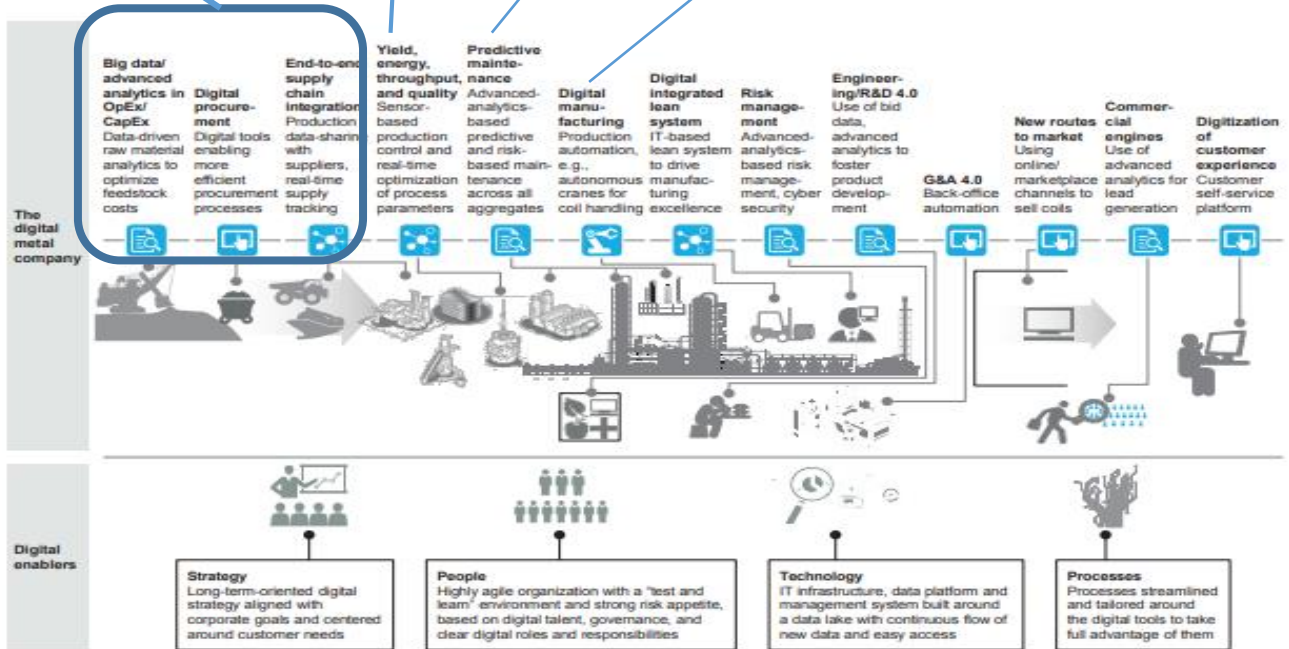 The
digital
metal
company
Big data/
advanced
analytics in
OpEx/
CapEx
Data-driven
raw material
analytics to
optimize
feedstock
costs
Digital
procure-
ment
Digital tools
enabling
more
efficient
procurement
processes
End-to-end
supply
chain
integration
Production
data-sharing
with
suppliers,
real-time
supply
tracking
Yield,
energy,
throughput,
and quality
Sensor-
based
production
control and
real-time
optimization
of process
parameters
Predictive
mainte-
nance
Advanced-
analytics-
based
predictive
and risk-
based main-
tenance
across all
aggregates
Digital
manu-
facturing
Production
automation,
e.g.,
autonomous
cranes for
coil handling
Digital
integrated
lean
system
IT-based
lean system
to drive
manufac-
turing
excellence
Risk
manage-
ment
Advanced-
analytics-
based risk
manage-
ment, cyber
security
Engineer-
ing/R&D 4.0
Use of bid
data,
advanced
analytics to
foster
product
develop-
ment
G&A 4.0
Back-office
automation
New routes
to market
Using
online/
marketplace
channels to
sell coils
Commer-
cial
engines
Use of
advanced
analytics for
lead
generation
Digitization
of
customer
experience
Customer
self-service
platform
Digital
enablers
Strategy
Long-term-oriented digital
strategy aligned with
corporate goals and centered
around customer needs
People
Highly agile organization with a "test and
learn" environment and strong risk appetite,
based on digital talent, governance, and
clear digital roles and responsibilities
Technology
IT infrastructure, data platform and
management system built around
a data lake with continuous flow of
new data and easy access
Processes
Processes streamlined
and tailored around
the digital tools to take
full advantage of them